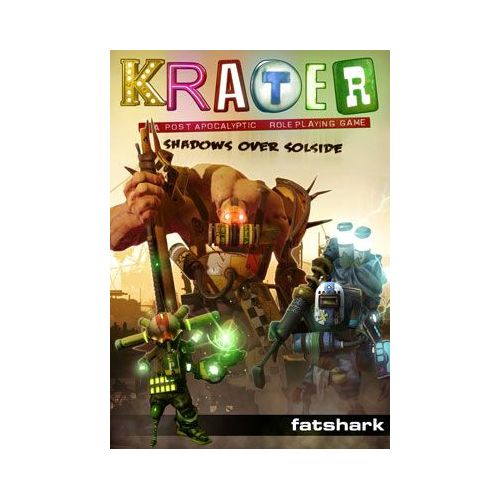 KRATER
A POST APOCALYPTIC ROLE PLAYING GAME
SHADOWS OVER SOLSIDE
fatshark